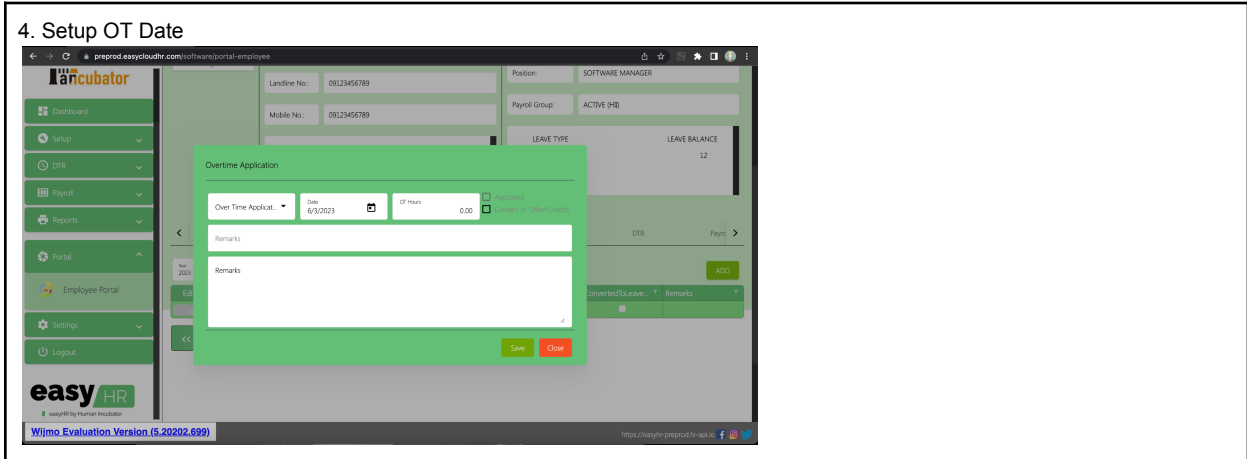 4. Setup OT Date
preprod.easycloudhr.com/software/portal-employee
Incubator
Landline No.: 09123456789
Position: SOFTWARE MANAGER
Dashboard
Mobile No.: 09123456789
Payroll Group: ACTIVE (HI)
Setup
LEAVE TYPE LEAVE BALANCE
12
DTR
Overtime Application
Payroll
Over Time Applicat...
Date
6/3/2023
OT Hours
0.00
Approved
Convert to Offset Credits
Reports
Remarks
DTR
Portal
Year
2023
Remarks
ADD
Employee Portal
ConvertedToLeave... Remarks
Settings
<<
Save Close
Logout
easy HR
easyHR by Human Incubator
Wijmo Evaluation Version (5.20202.699)
https://easyhr-preprod.hi-api.io